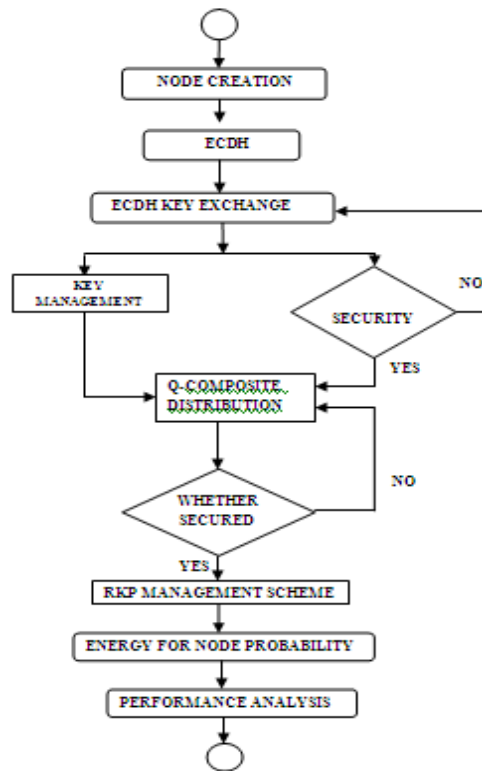 NODE CREATION
ECDH
ECDH KEY EXCHANGE
KEY
MANAGEMENT
NO
SECURITY
YES
Q-COMPOSITE
DISTRIBUTION
NO
WHETHER
SECURED
YES
RKP MANAGEMENT SCHEME
ENERGY FOR NODE PROBABILITY
PERFORMANCE ANALYSIS